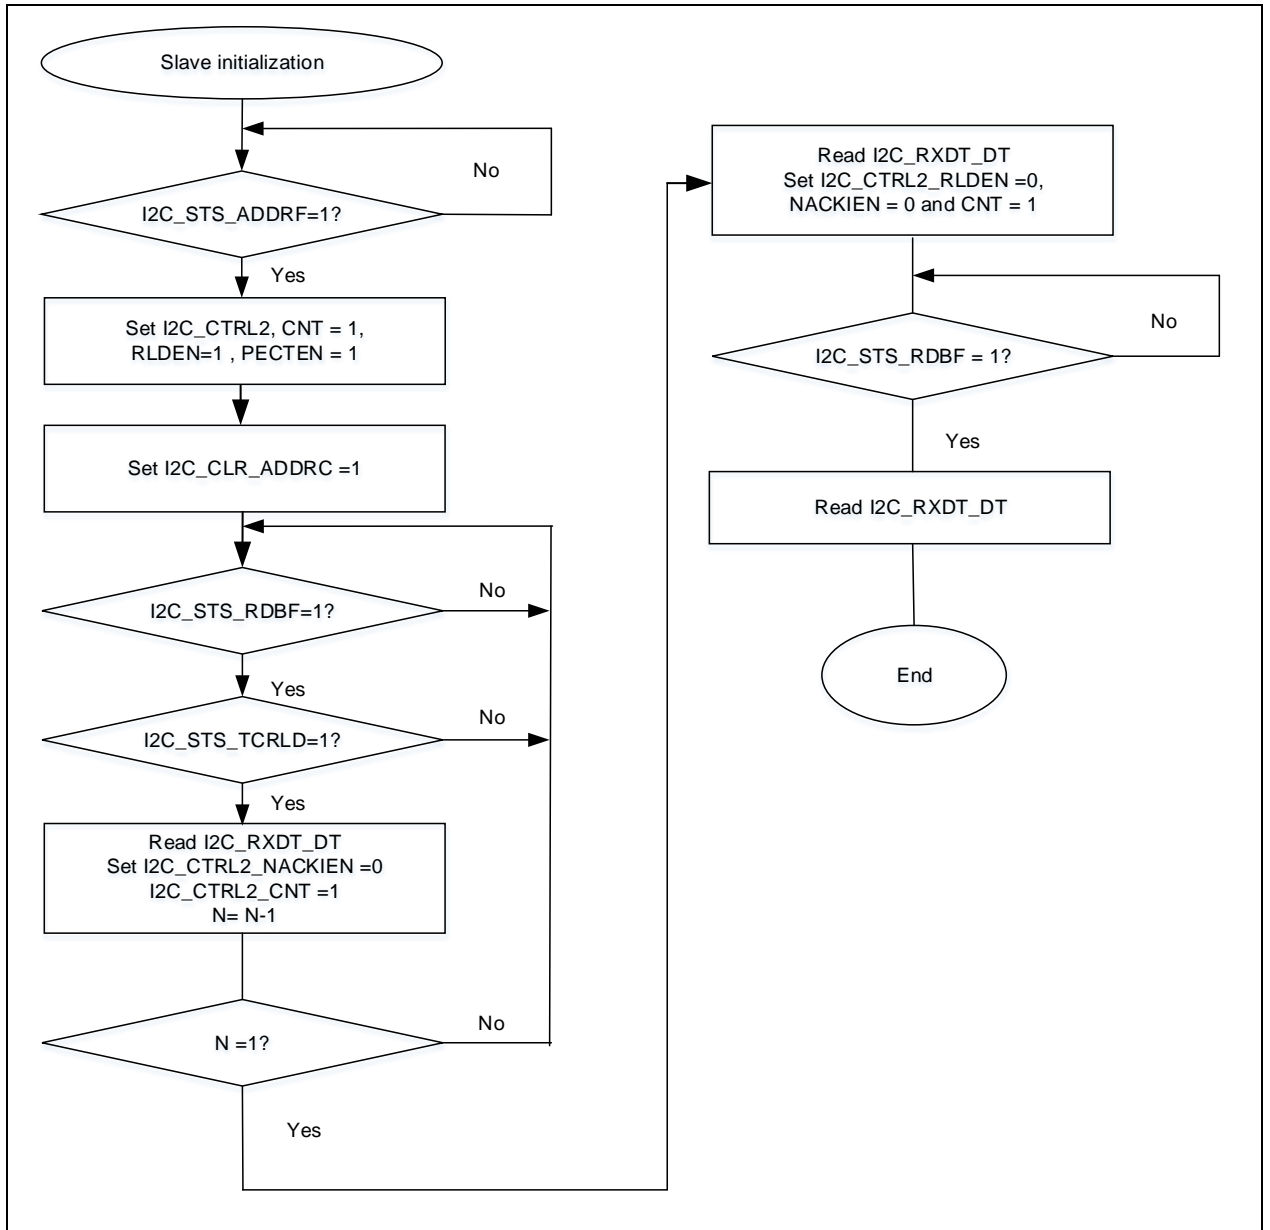 Slave initialization
No
I2C_STS_ADDRF=1?
Yes
Set I2C_CTRL2, CNT = 1,
RLDEN=1 , PECTEN = 1
Set I2C_CLR_ADDRC =1
No
I2C_STS_RDBF=1?
Yes
No
I2C_STS_TCRLD=1?
Yes
Read I2C_RXDT_DT
Set I2C_CTRL2_NACKIEN =0
I2C_CTRL2_CNT =1
N= N-1
No
N =1?
Yes
Read I2C_RXDT_DT
Set I2C_CTRL2_RLDEN =0,
NACKIEN = 0 and CNT = 1
No
I2C_STS_RDBF = 1?
Yes
Read I2C_RXDT_DT
End